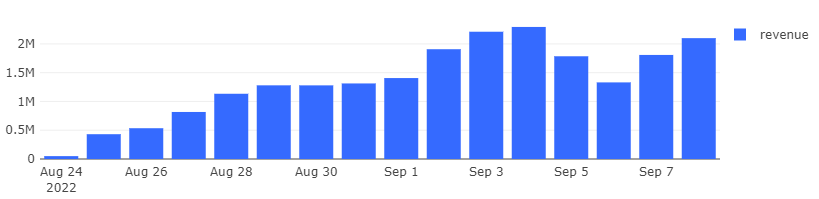 revenue
2M
1.5M
1M
0.5M
0
Aug 24 Aug 26 Aug 28 Aug 30 Sep 1 Sep 3 Sep 5 Sep 7
2022